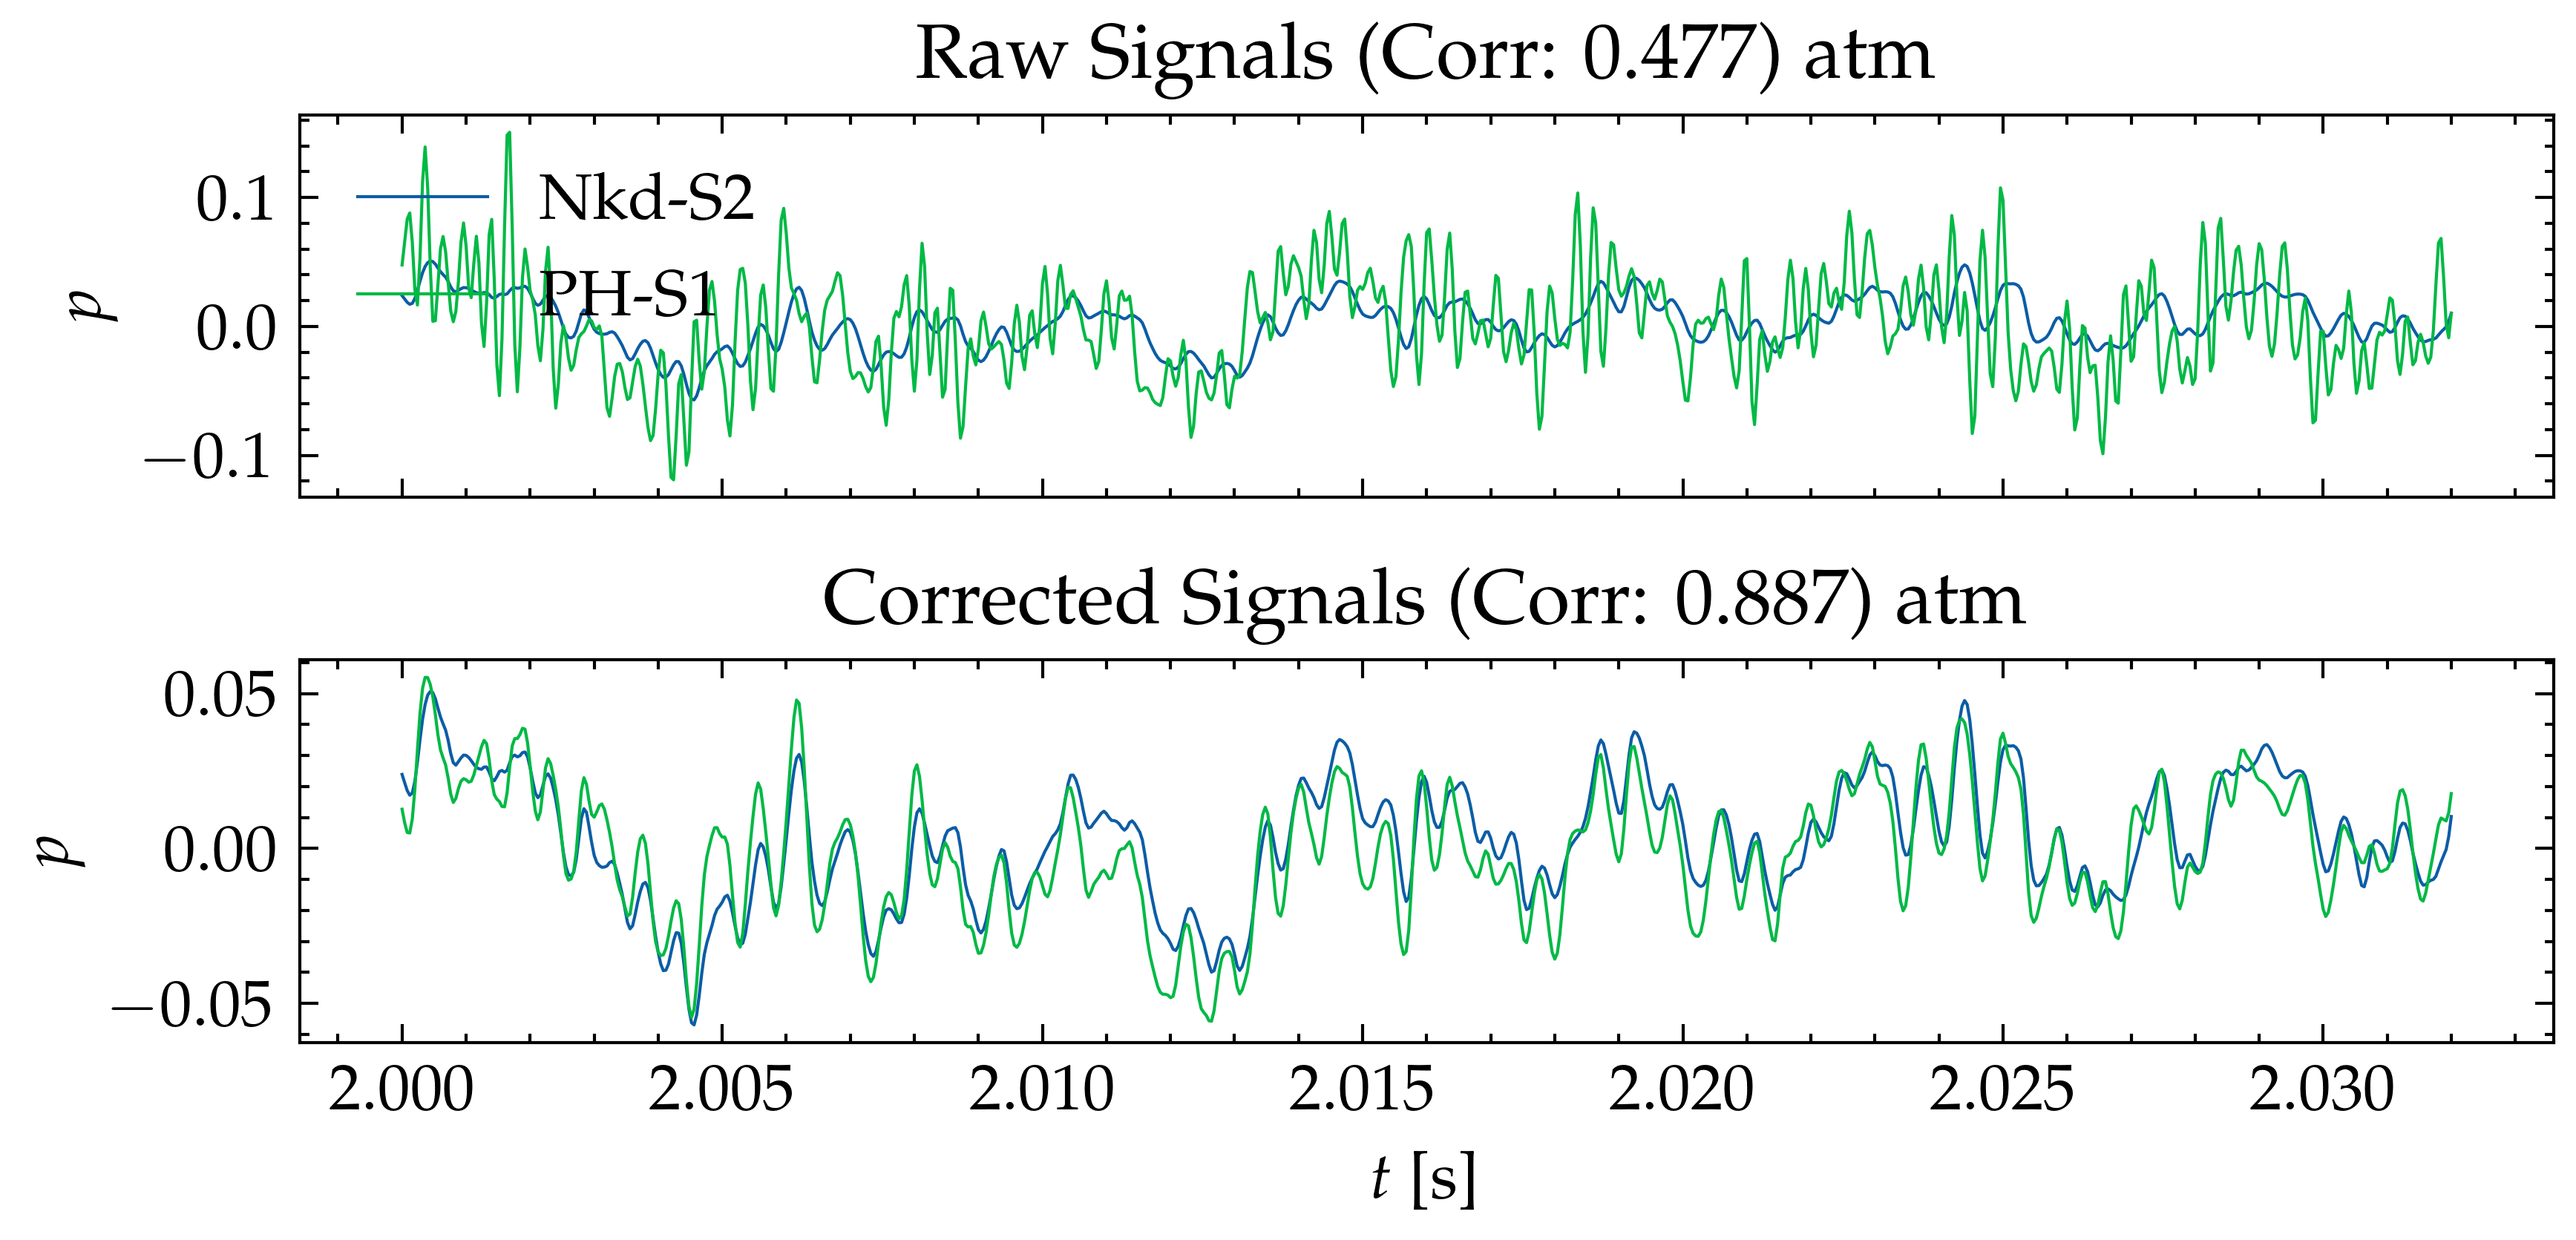 Raw Signals (Corr: 0.477) atm
0.1
0.0
−0.1
p
Nkd-S2
PH-S1
Corrected Signals (Corr: 0.887) atm
0.05
0.00
−0.05
p
2.000 2.005 2.010 2.015 2.020 2.025 2.030
t [s]